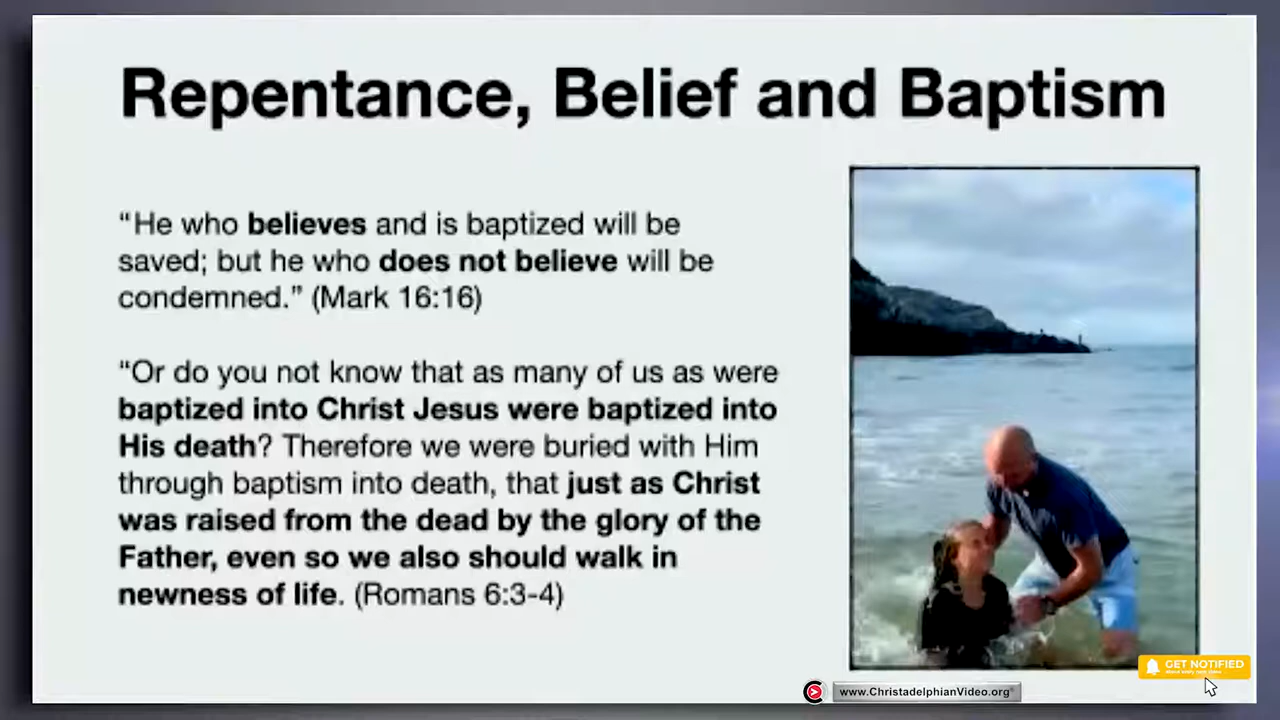 Repentance, Belief and Baptism
“He who believes and is baptized will be
saved; but he who does not believe will be
condemned.” (Mark 16:16)
“Or do you not know that as many of us as were
baptized into Christ Jesus were baptized into
His death? Therefore we were buried with Him
through baptism into death, that just as Christ
was raised from the dead by the glory of the
Father, even so we also should walk in
newness of life. (Romans 6:3-4)
GET NOTIFIED
www.ChristadelphianVideo.org